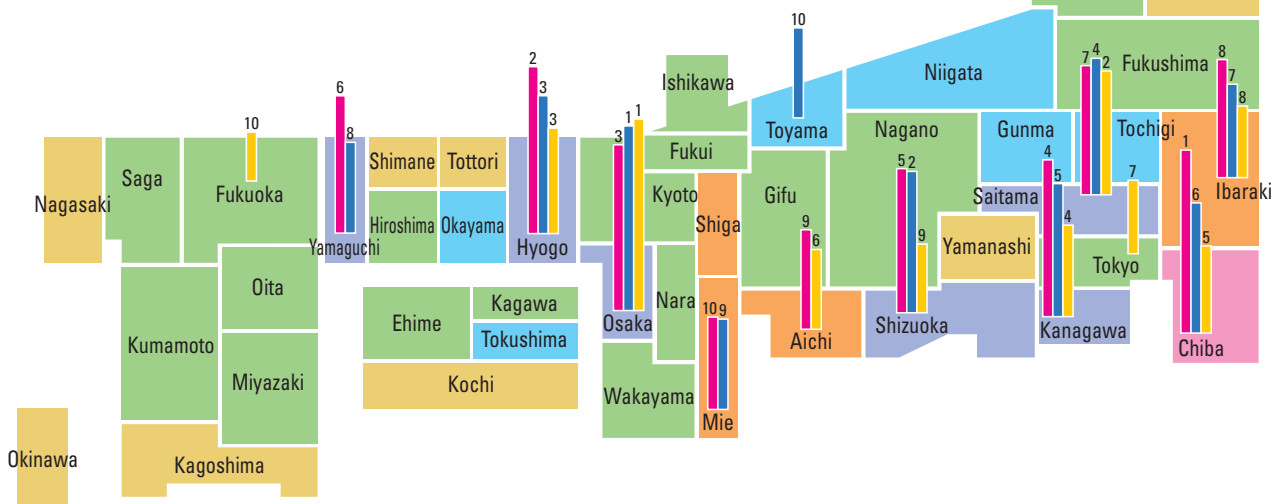 10
Ishikawa
Niigata
7 4 2
Fukushima
8 7 8
2 3 3
6 8
10
3 1 1
Toyama
Nagano
Gunma
Tochigi
Nagasaki
Saga
Fukuoka
Shimane
Tottori
Fukui
Kyoto
Shiga
Gifu
5 2 9
4 5 4
7
1 6 5
Saitama
Ibaraki
Yamaguchi
Hiroshima
Okayama
Hyogo
9 6
Yamanashi
Tokyo
Oita
Kumamoto
Miyazaki
Ehime
Kagawa
Tokushima
Kochi
Osaka
Nara
Wakayama
10 9
Mie
Aichi
Shizuoka
Kanagawa
Chiba
Okinawa
Kagoshima